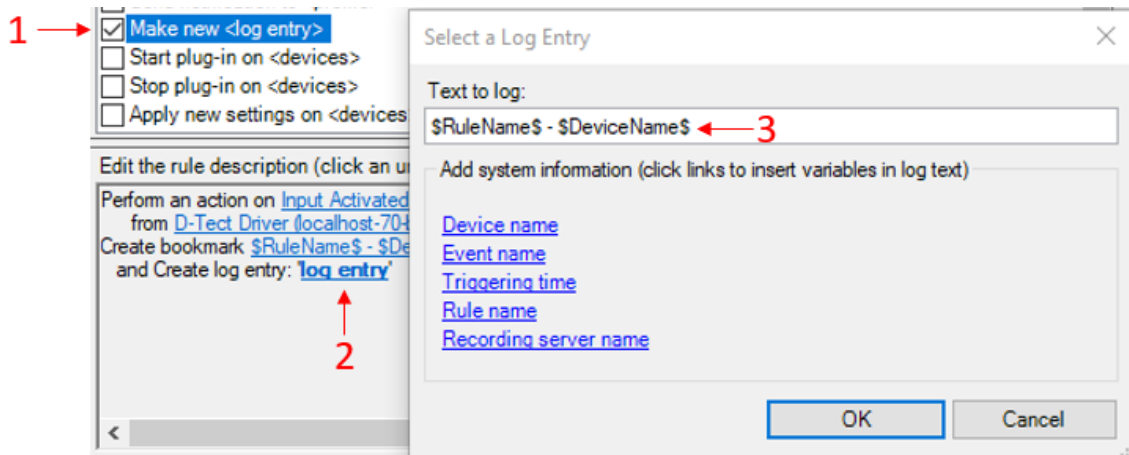 1
Make new <log entry>
Start plug-in on <devices>
Stop plug-in on <devices>
Apply new settings on <devices
Edit the rule description (click an u
Perform an action on Input Activated
from D-Tect Driver (localhost-70-
Create bookmark $RuleName$ - $De
and Create log entry: 'log entry'
2
Select a Log Entry
Text to log:
$RuleName$ - $DeviceName$
3
Add system information (click links to insert variables in log text)
Device name
Event name
Triggering time
Rule name
Recording server name
OK
Cancel